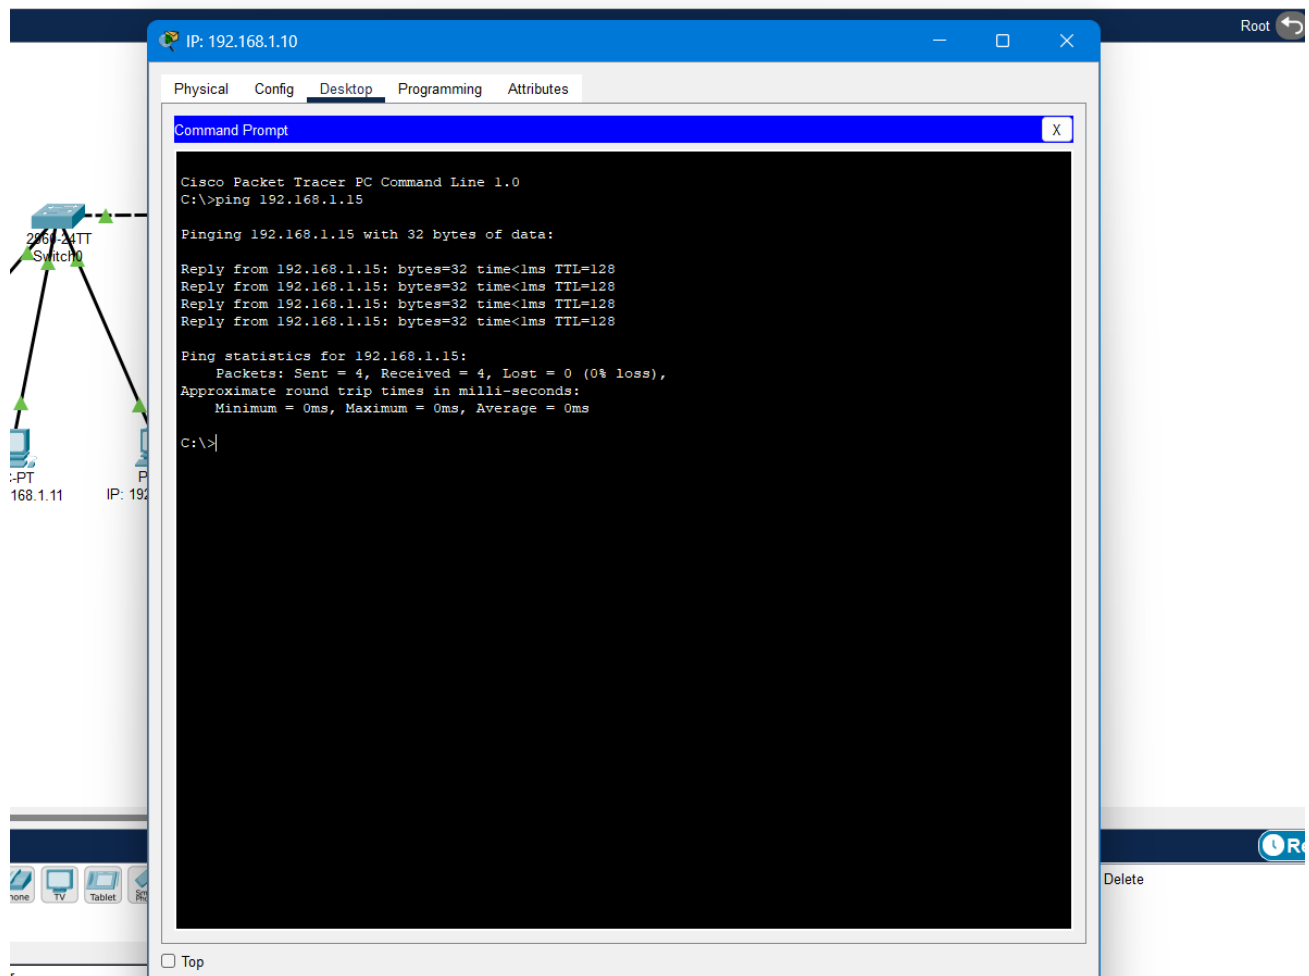 Root
IP: 192.168.1.10
Physical Config Desktop Programming Attributes
Command Prompt
X
Cisco Packet Tracer PC Command Line 1.0
C:\>ping 192.168.1.15
Pinging 192.168.1.15 with 32 bytes of data:
Reply from 192.168.1.15: bytes=32 time<1ms TTL=128
Reply from 192.168.1.15: bytes=32 time<1ms TTL=128
Reply from 192.168.1.15: bytes=32 time<1ms TTL=128
Reply from 192.168.1.15: bytes=32 time<1ms TTL=128
Ping statistics for 192.168.1.15:
Packets: Sent = 4, Received = 4, Lost = 0 (0% loss),
Approximate round trip times in milli-seconds:
Minimum = 0ms, Maximum = 0ms, Average = 0ms
C:\>
2960-24TT
Switch0
-PT
168.1.11
P
IP: 192
TV
Tablet
Re
Delete
Top